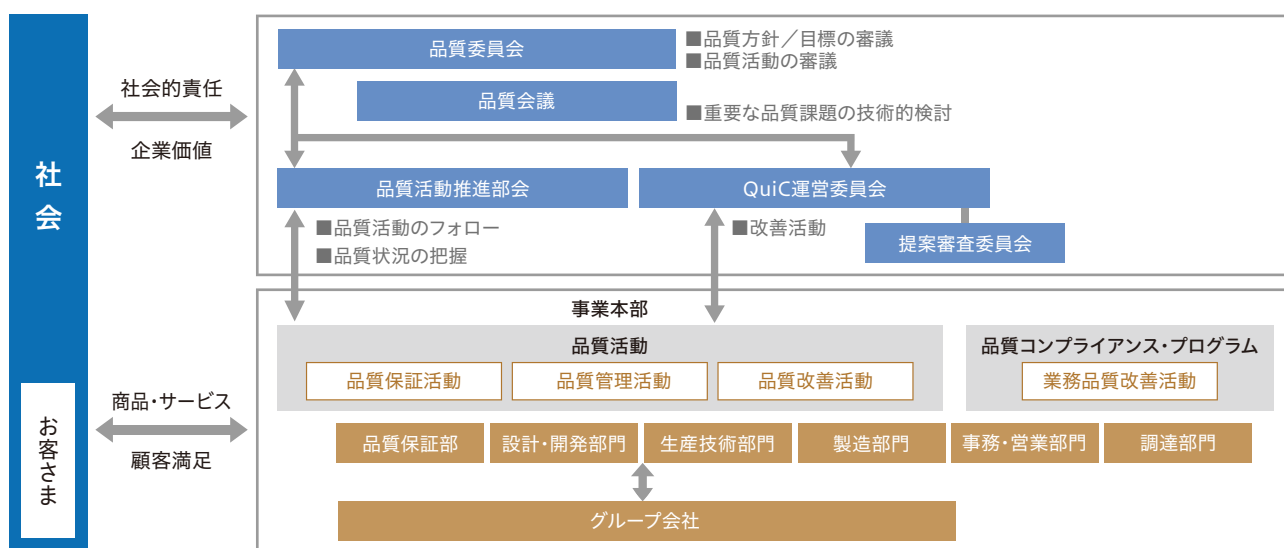 社会
お客さま
社会的責任
企業価値
商品・サービス
顧客満足
品質委員会
■品質方針／目標の審議
■品質活動の審議
品質会議
■重要な品質課題の技術的検討
品質活動推進部会
QuiC運営委員会
■品質活動のフォロー
■品質状況の把握
■改善活動
提案審査委員会
事業本部
品質活動
品質保証活動
品質管理活動
品質改善活動
品質コンプライアンス・プログラム
業務品質改善活動
品質保証部
設計・開発部門
生産技術部門
製造部門
事務・営業部門
調達部門
グループ会社